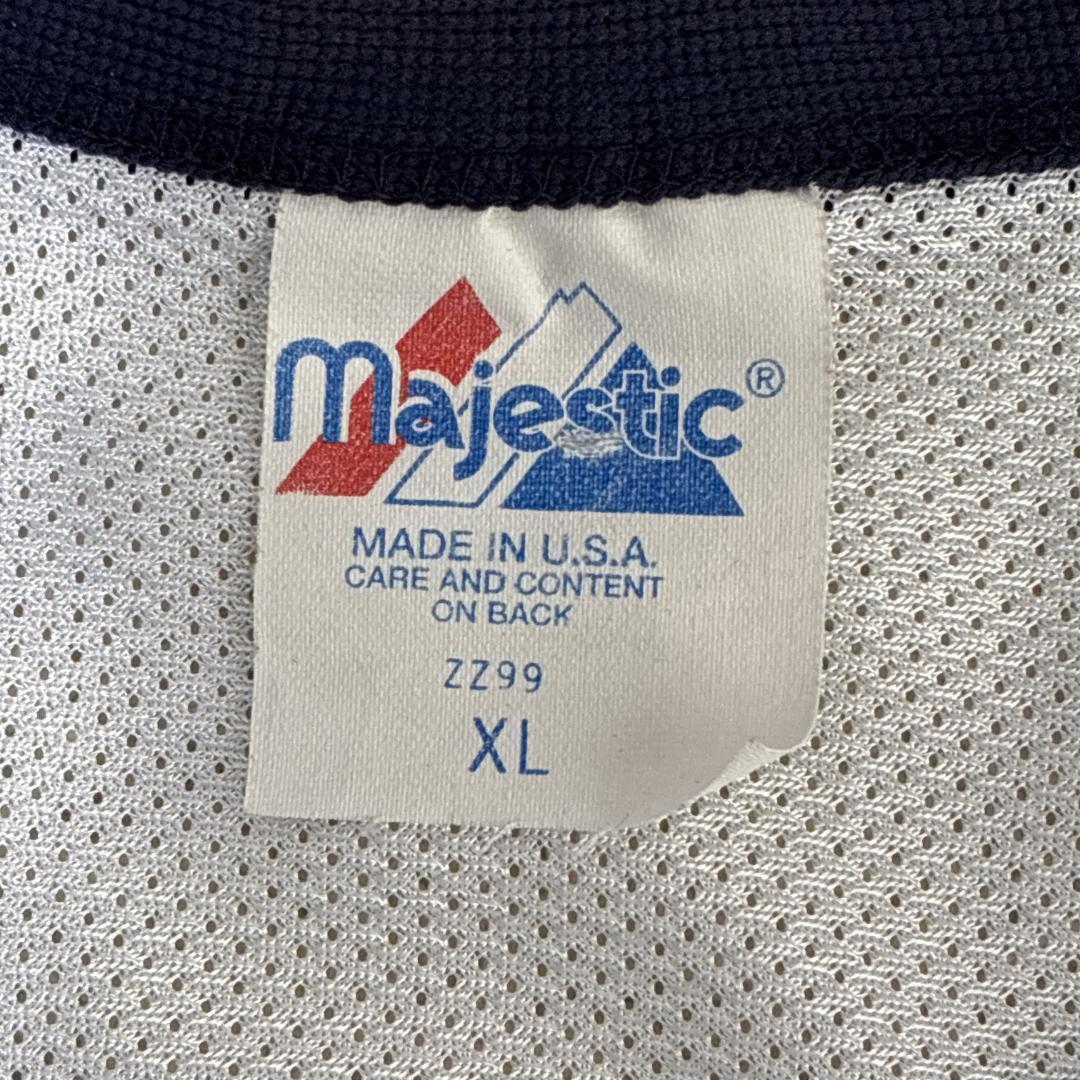 Majestic®
MADE IN U.S.A.
CARE AND CONTENT
ON BACK
ZZ99
XL